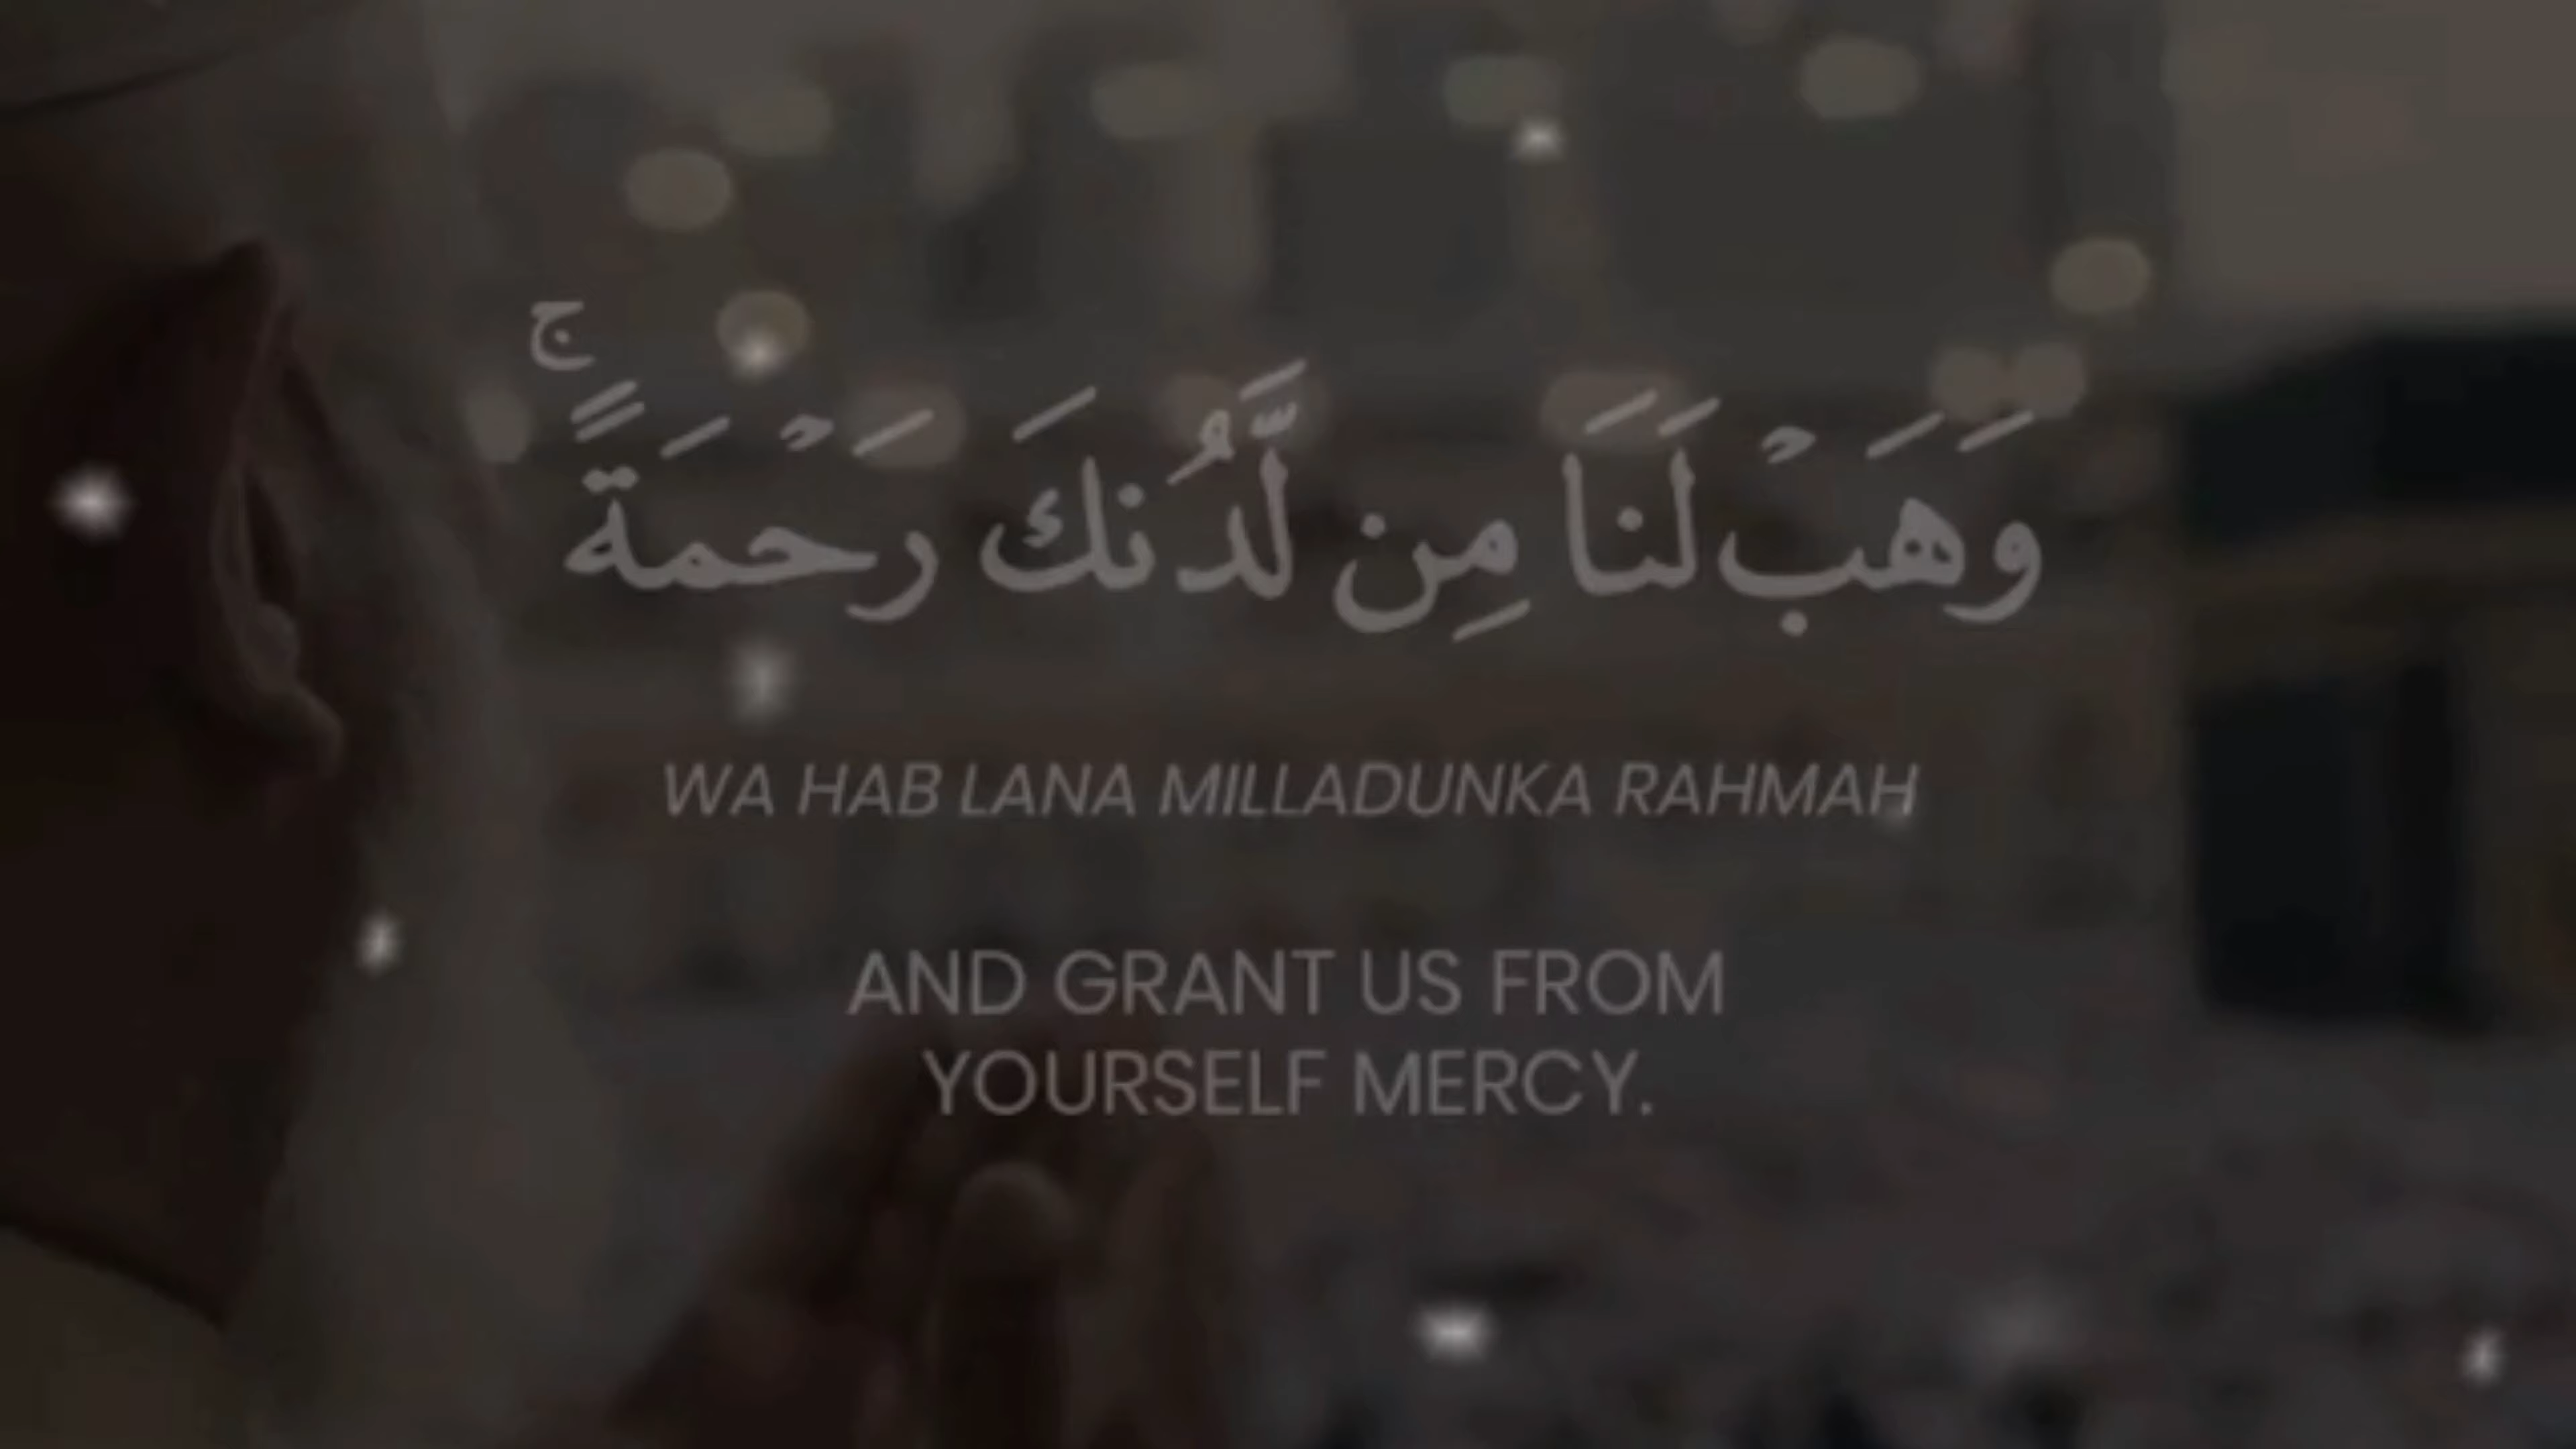 وَهَبْ لَنَا مِن لَّدُنكَ رَحْمَةً ۚ
WA HAB LANA MILLADUNKA RAHMAH
AND GRANT US FROM
YOURSELF MERCY.